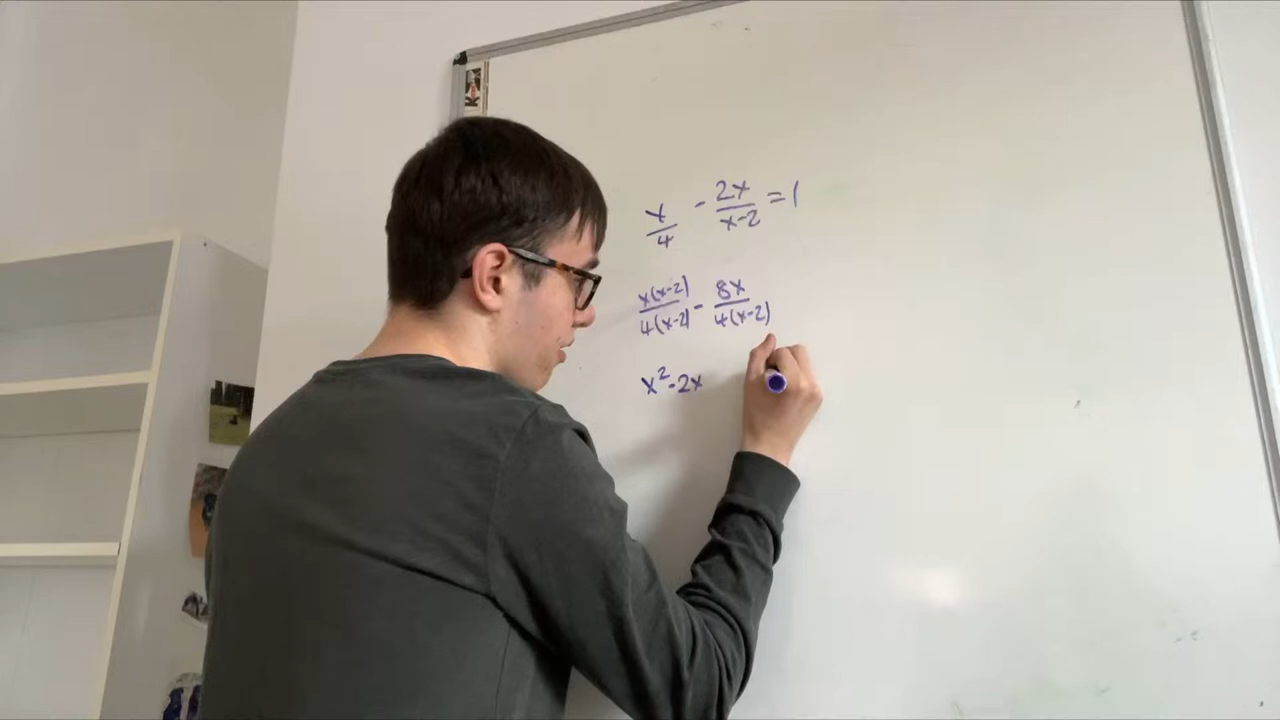 x/4 - 2x/x-2 = 1
x(x-2)/4(x-2) - 8x/4(x-2)
x²-2x